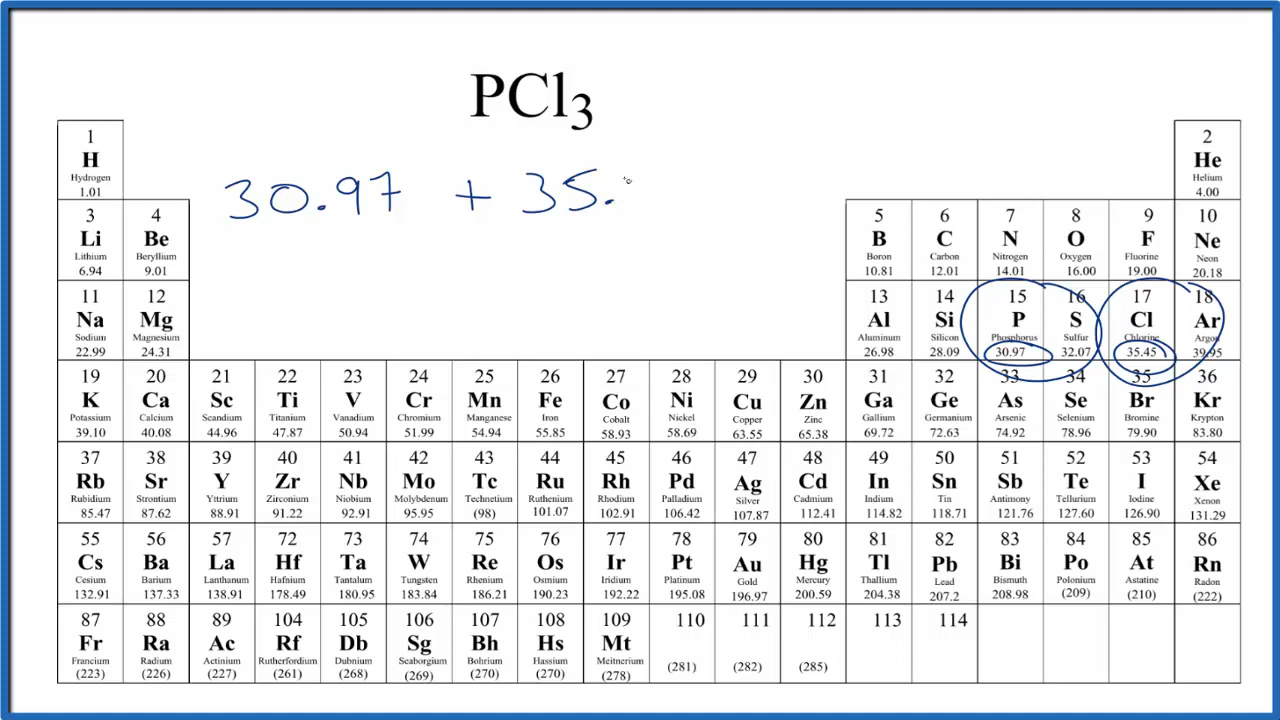 PCl3
30.97 + 35.
1 2
H He
Hydrogen Helium
1.01 4.00
3 4 5 6 7 8 9 10
Li Be B C N O F Ne
Lithium Beryllium Boron Carbon Nitrogen Oxygen Fluorine Neon
6.94 9.01 10.81 12.01 14.01 16.00 19.00 20.18
11 12 13 14 15 16 17 18
Na Mg Al Si P S Cl Ar
Sodium Magnesium Aluminum Silicon Phosphorus Sulfur Chlorine Argon
22.99 24.31 26.98 28.09 30.97 32.07 35.45 39.95
19 20 21 22 23 24 25 26 27 28 29 30 31 32 33 34 35 36
K Ca Sc Ti V Cr Mn Fe Co Ni Cu Zn Ga Ge As Se Br Kr
Potassium Calcium Scandium Titanium Vanadium Chromium Manganese Iron Cobalt Nickel Copper Zinc Gallium Germanium Arsenic Selenium Bromine Krypton
39.10 40.08 44.96 47.87 50.94 51.99 54.94 55.85 58.93 58.69 63.55 65.38 69.72 72.63 74.92 78.96 79.90 83.80
37 38 39 40 41 42 43 44 45 46 47 48 49 50 51 52 53 54
Rb Sr Y Zr Nb Mo Tc Ru Rh Pd Ag Cd In Sn Sb Te I Xe
Rubidium Strontium Yttrium Zirconium Niobium Molybdenum Technetium Ruthenium Rhodium Palladium Silver Cadmium Indium Tin Antimony Tellurium Iodine Xenon
85.47 87.62 88.91 91.22 92.91 95.95 (98) 101.07 102.91 106.42 107.87 112.41 114.82 118.71 121.76 127.60 126.90 131.29
55 56 57 72 73 74 75 76 77 78 79 80 81 82 83 84 85 86
Cs Ba La Hf Ta W Re Os Ir Pt Au Hg Tl Pb Bi Po At Rn
Cesium Barium Lanthanum Hafnium Tantalum Tungsten Rhenium Osmium Iridium Platinum Gold Mercury Thallium Lead Bismuth Polonium Astatine Radon
132.91 137.33 138.91 178.49 180.95 183.84 186.21 190.23 192.22 195.08 196.97 200.59 204.38 207.2 208.98 (209) (210) (222)
87 88 89 104 105 106 107 108 109 110 111 112 113 114
Fr Ra Ac Rf Db Sg Bh Hs Mt
Francium Radium Actinium Rutherfordium Dubnium Seaborgium Bohrium Hassium Meitnerium
(223) (226) (227) (261) (268) (269) (270) (270) (278) (281) (282) (285)